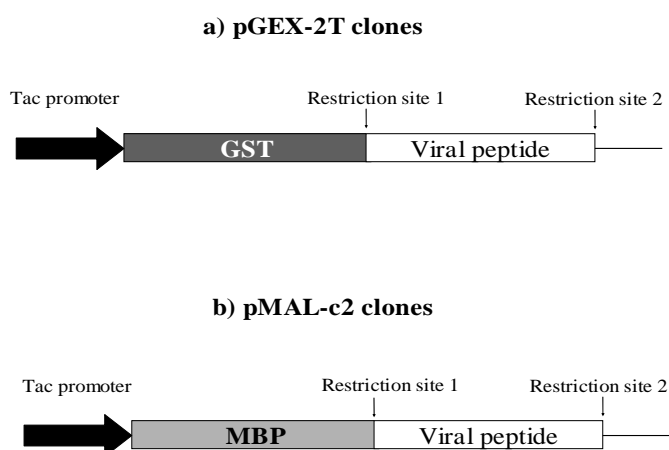 a) pGEX-2T clones
Tac promoter
Restriction site 1
Restriction site 2
GST
Viral peptide
b) pMAL-c2 clones
Tac promoter
Restriction site 1
Restriction site 2
MBP
Viral peptide